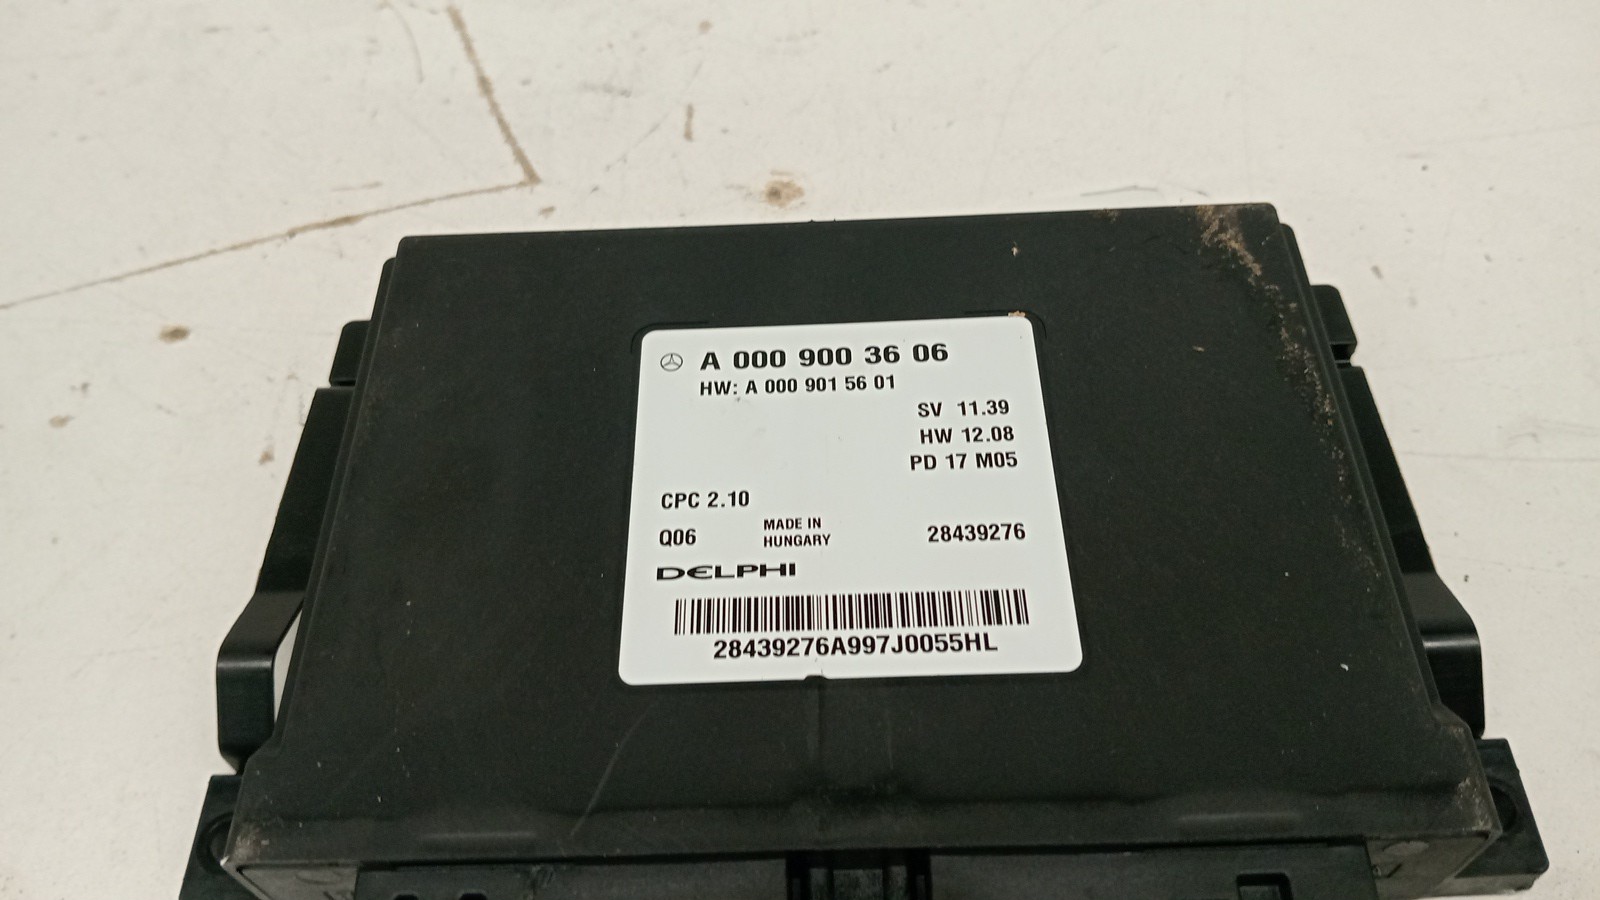 A 000 900 36 06
HW: A 000 901 56 01
SV 11.39
HW 12.08
PD 17 M05
CPC 2.10
Q06 MADE IN HUNGARY 28439276
DELPHI
28439276A997J0055HL